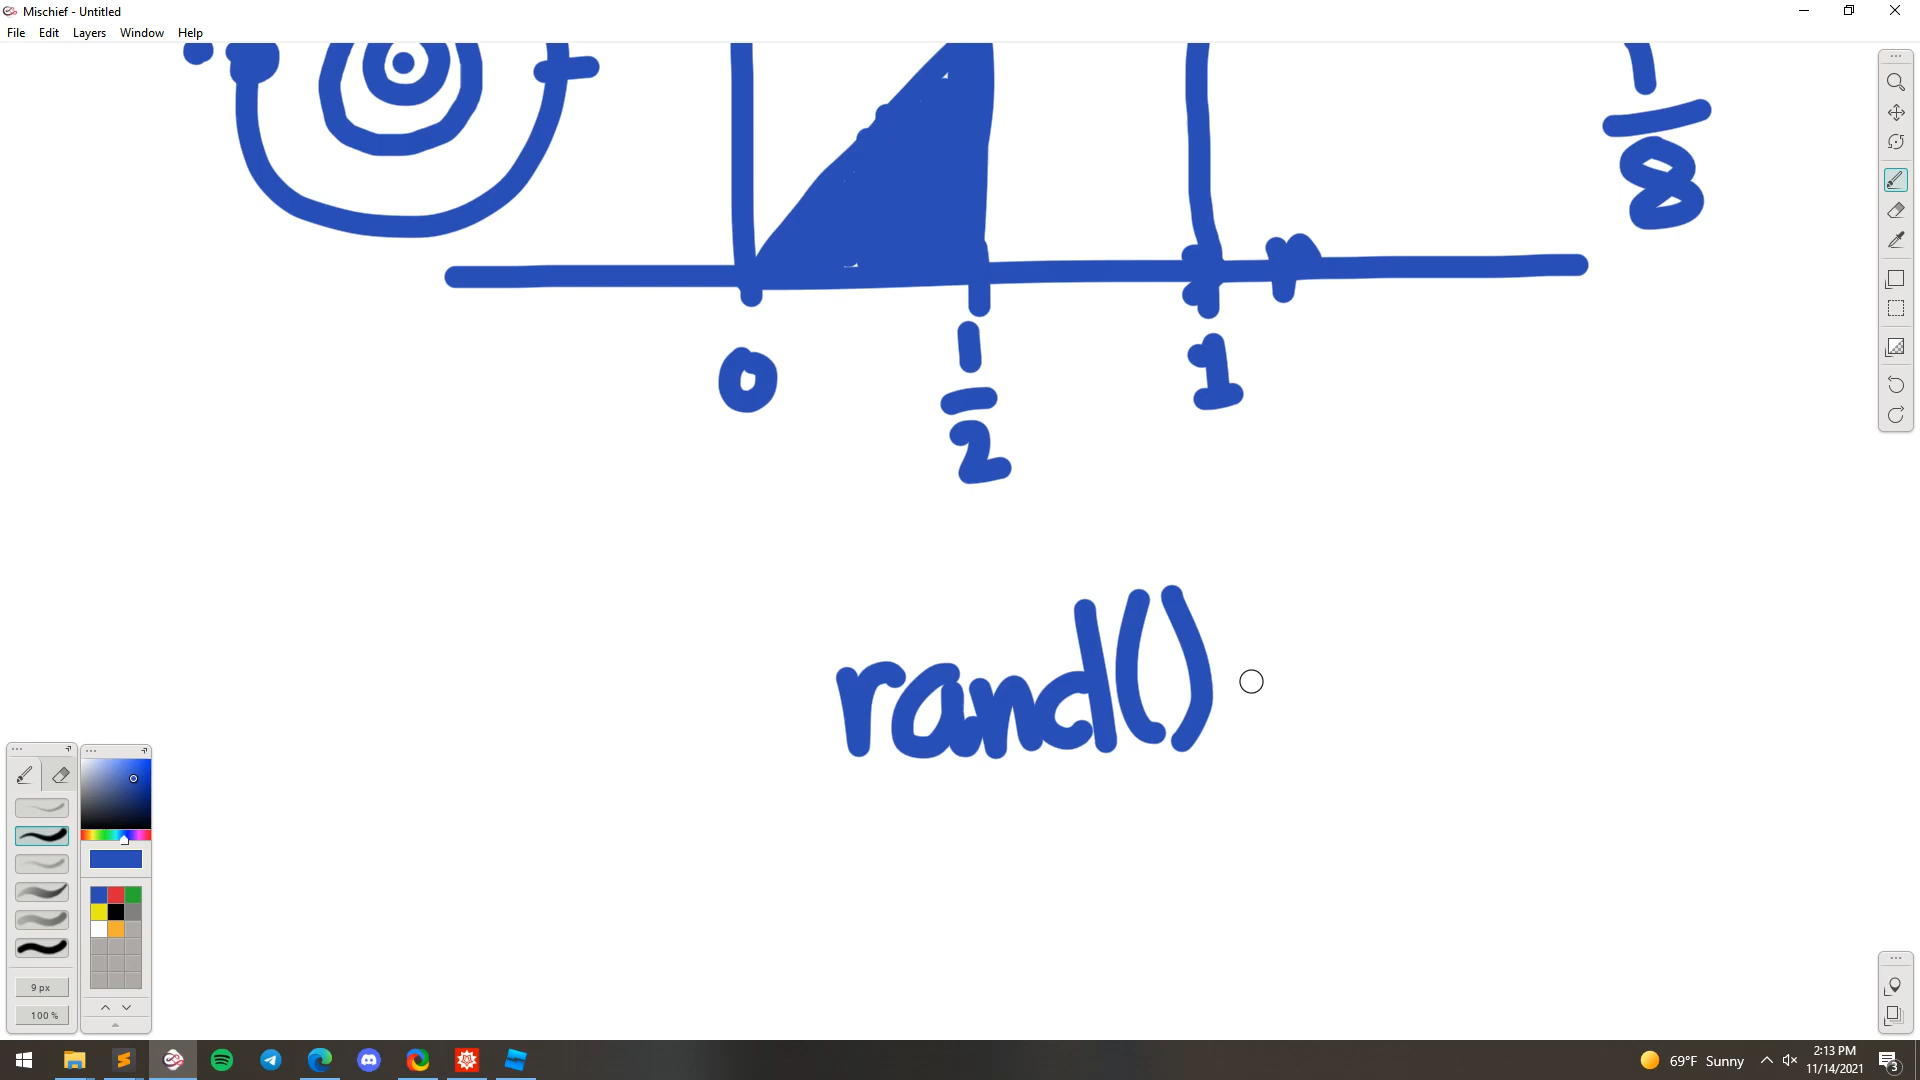 Mischief - Untitled
File Edit Layers Window Help
1
8
0
1
2
1
rand()
9 px
100 %
69°F Sunny
2:13 PM
11/14/2021
3